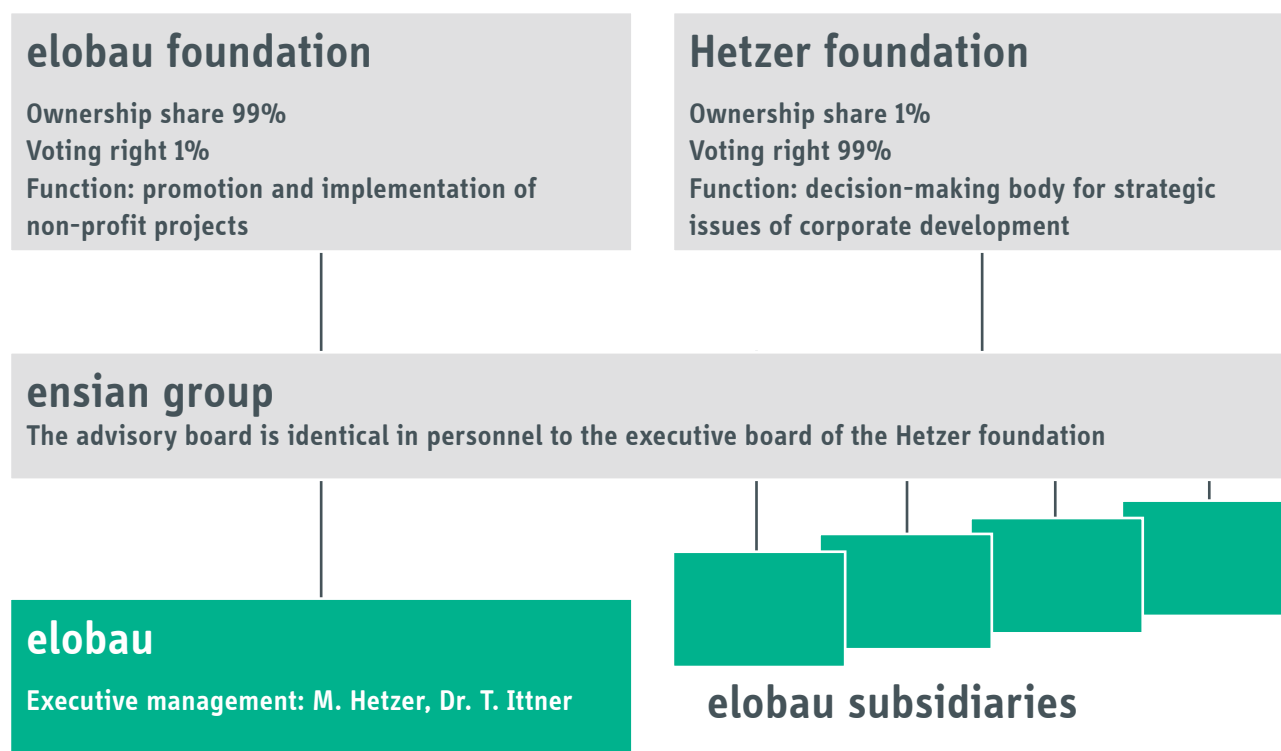 elobau foundation
Ownership share 99%
Voting right 1%
Function: promotion and implementation of
non-profit projects
Hetzer foundation
Ownership share 1%
Voting right 99%
Function: decision-making body for strategic
issues of corporate development
ensian group
The advisory board is identical in personnel to the executive board of the Hetzer foundation
elobau
Executive management: M. Hetzer, Dr. T. Ittner
elobau subsidiaries